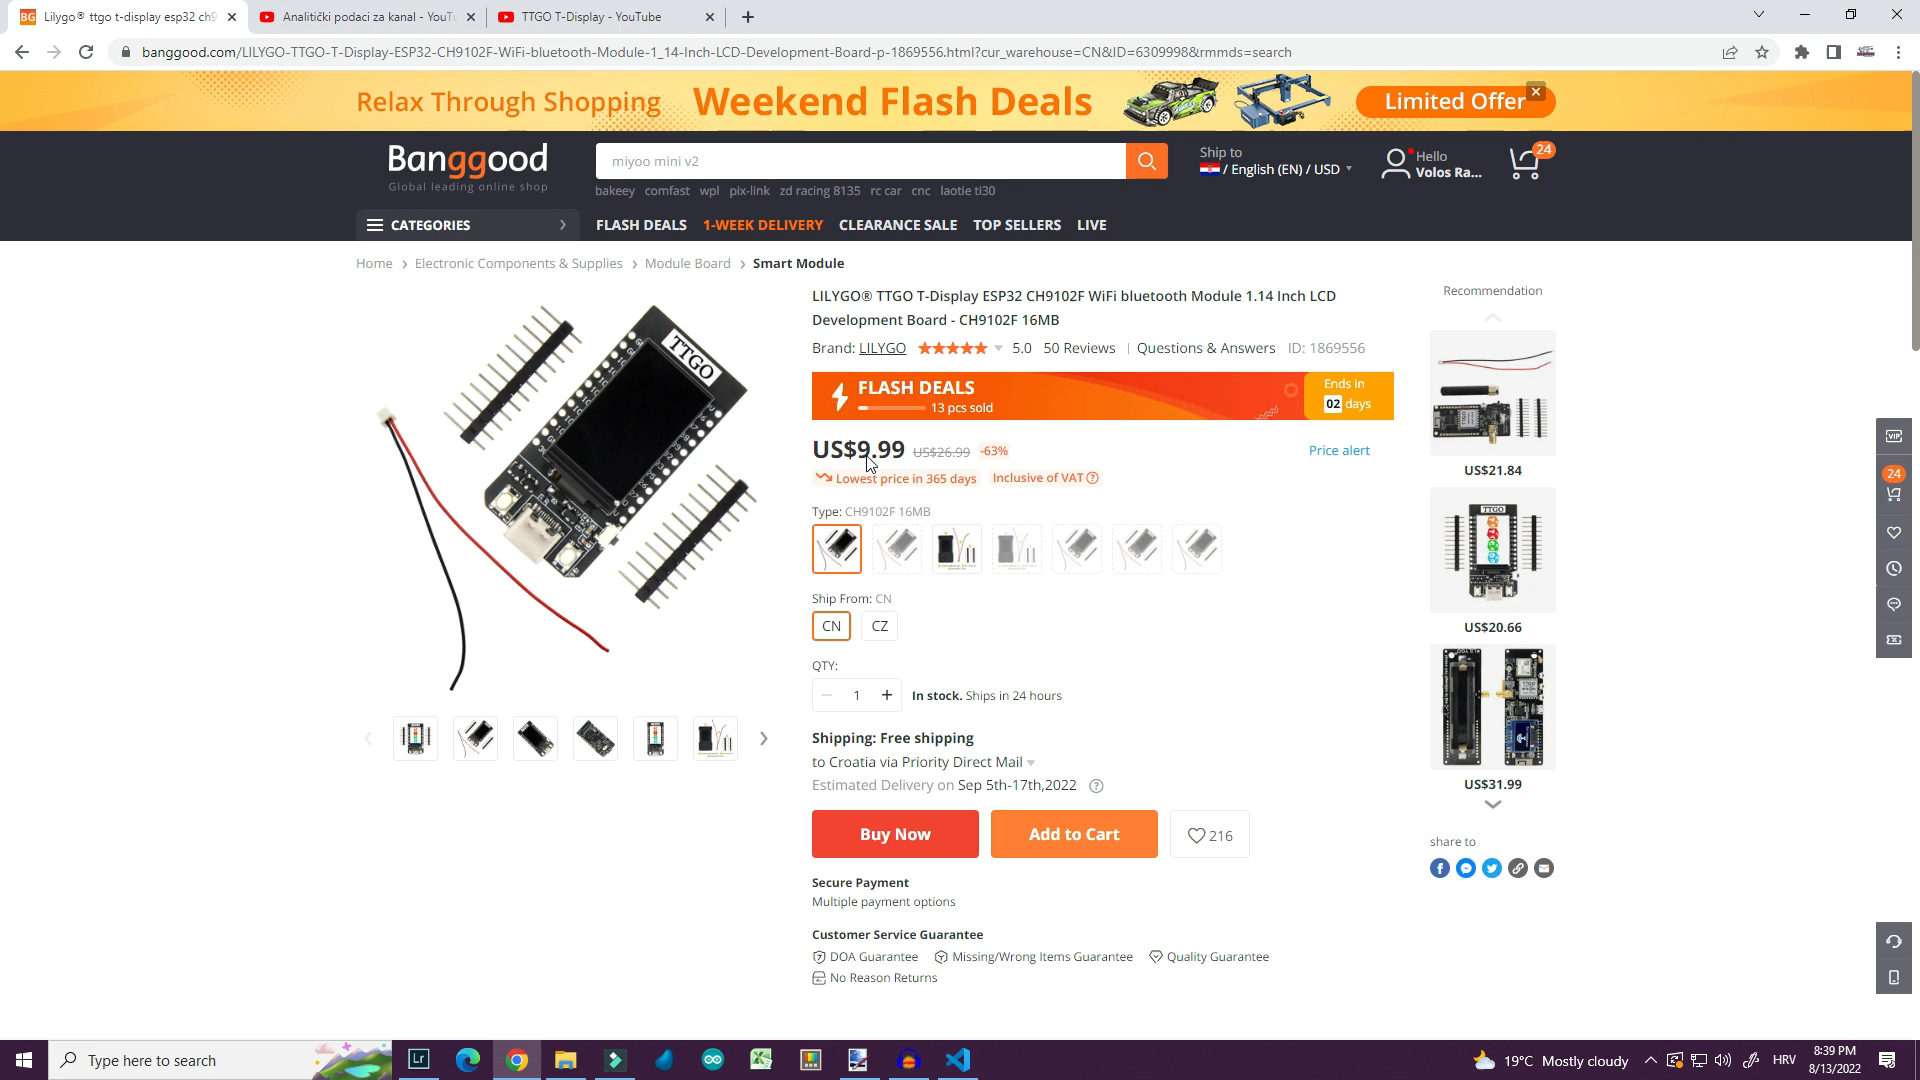 Lilygo® ttgo t-display esp32 ch9
Analitički podaci za kanal - YouTu
TTGO T-Display - YouTube
banggood.com/LILYGO-TTGO-T-Display-ESP32-CH9102F-WiFi-bluetooth-Module-1_14-Inch-LCD-Development-Board-p-1869556.html?cur_warehouse=CN&ID=6309998&rmmds=search
Relax Through Shopping
Weekend Flash Deals
Limited Offer
Banggood
Global leading online shop
miyoo mini v2
bakeey comfast wpl pix-link zd racing 8135 rc car cnc laotie ti30
Ship to
/ English (EN) / USD
Hello
Volos Ra...
24
CATEGORIES
FLASH DEALS 1-WEEK DELIVERY CLEARANCE SALE TOP SELLERS LIVE
Home > Electronic Components & Supplies > Module Board > Smart Module
TTGO
LILYGO® TTGO T-Display ESP32 CH9102F WiFi bluetooth Module 1.14 Inch LCD
Development Board - CH9102F 16MB
Brand: LILYGO 5.0 50 Reviews | Questions & Answers ID: 1869556
FLASH DEALS
13 pcs sold
Ends in
02 days
US$9.99 US$26.99 -63%
Price alert
Lowest price in 365 days
Inclusive of VAT
Type: CH9102F 16MB
Ship From: CN
CN CZ
QTY:
− 1 + In stock. Ships in 24 hours
Shipping: Free shipping
to Croatia via Priority Direct Mail
Estimated Delivery on Sep 5th-17th,2022
Buy Now
Add to Cart
216
Secure Payment
Multiple payment options
Customer Service Guarantee
DOA Guarantee Missing/Wrong Items Guarantee Quality Guarantee
No Reason Returns
Recommendation
US$21.84
TTGO
US$20.66
US$31.99
share to
VIP
24
Type here to search
Lr
19°C Mostly cloudy
HRV
8:39 PM
8/13/2022